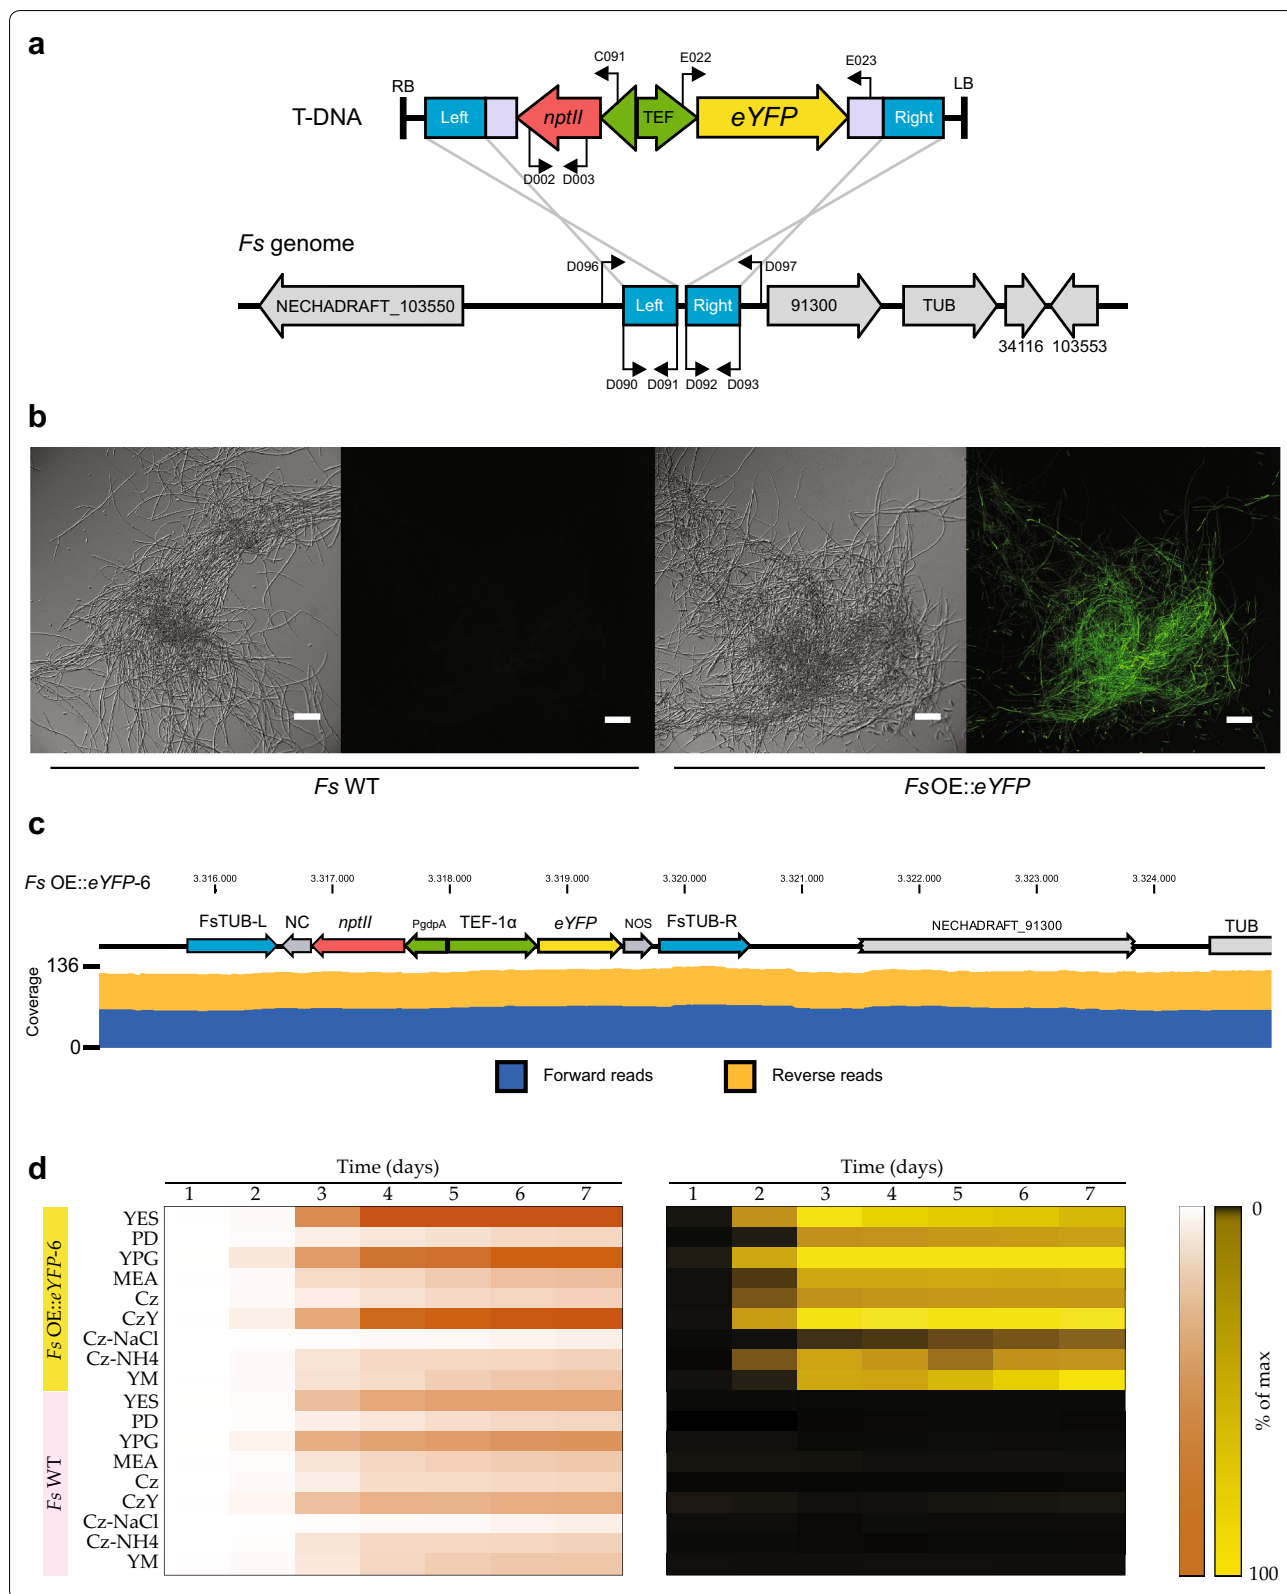 a
C091 E022 E023
RB LB
T-DNA Left nptII TEF eYFP Right
D002 D003
Fs genome
D096 D097
NECHADRAFT_103550 Left Right 91300 TUB
34116 103553
D090 D091 D092 D093
b
Fs WT FsOE::eYFP
c
Fs OE::eYFP-6 3.316.000 3.317.000 3.318.000 3.319.000 3.320.000 3.321.000 3.322.000 3.323.000 3.324.000
FsTUB-L NC nptII PgdpA TEF-1α eYFP NOS FsTUB-R NECHADRAFT_91300 TUB
136
Coverage
0
Forward reads Reverse reads
d
Time (days) Time (days)
1 2 3 4 5 6 7 1 2 3 4 5 6 7
Fs OE::eYFP-6
YES
PD
YPG
MEA
Cz
CzY
Cz-NaCl
Cz-NH4
YM
Fs WT
YES
PD
YPG
MEA
Cz
CzY
Cz-NaCl
Cz-NH4
YM
0
% of max
100